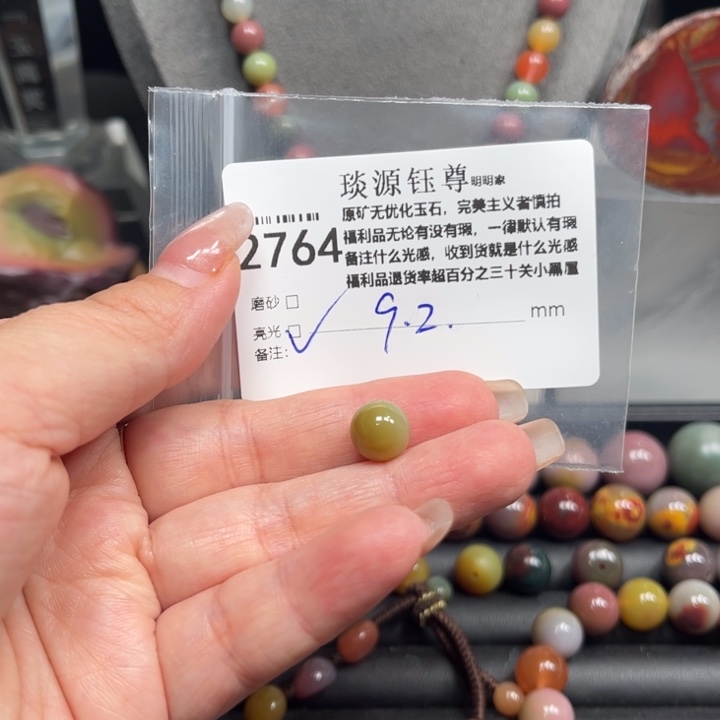 琰源钰尊明明家
原矿无优化玉石，完美主义者慎拍
福利品无论有没有瑕，一律默认有瑕
备注什么光感，收到货就是什么光感
福利品退货率超百分之三十关小黑屋
2764
磨砂 □
亮光 □ ✓
9.2. mm
备注：